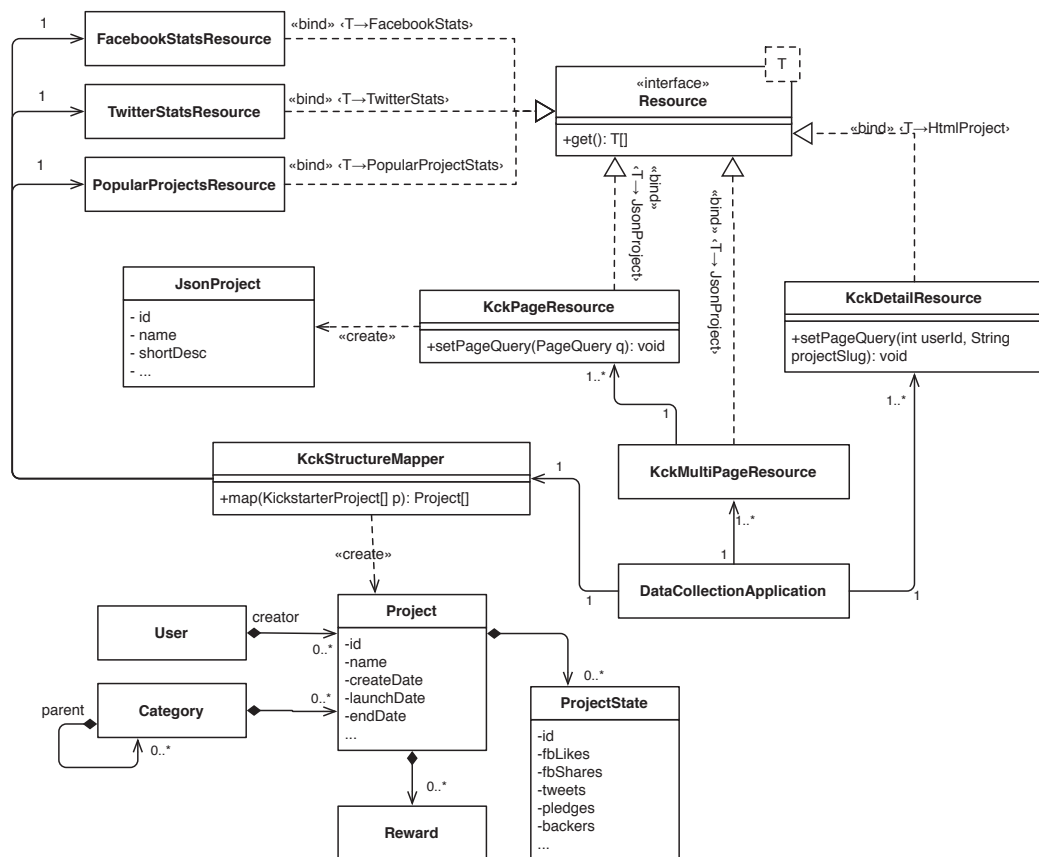 1
FacebookStatsResource
«bind» ‹T→FacebookStats›
1
TwitterStatsResource
«bind» ‹T→TwitterStats›
1
PopularProjectsResource
«bind» ‹T→PopularProjectStats›
T
«interface»
Resource
+get(): T[]
«bind» ‹T→HtmlProject›
«bind»
‹T→ JsonProject›
«bind» ‹T→ JsonProject›
JsonProject
- id
- name
- shortDesc
- ...
«create»
KckPageResource
+setPageQuery(PageQuery q): void
KckDetailResource
+setPageQuery(int userId, String
projectSlug): void
1..*
1
1..*
KckStructureMapper
+map(KickstarterProject[] p): Project[]
1
KckMultiPageResource
1..*
1
«create»
DataCollectionApplication
1
1
User
creator
0..*
Project
-id
-name
-createDate
-launchDate
-endDate
...
0..*
parent
Category
0..*
0..*
ProjectState
-id
-fbLikes
-fbShares
-tweets
-pledges
-backers
...
0..*
Reward